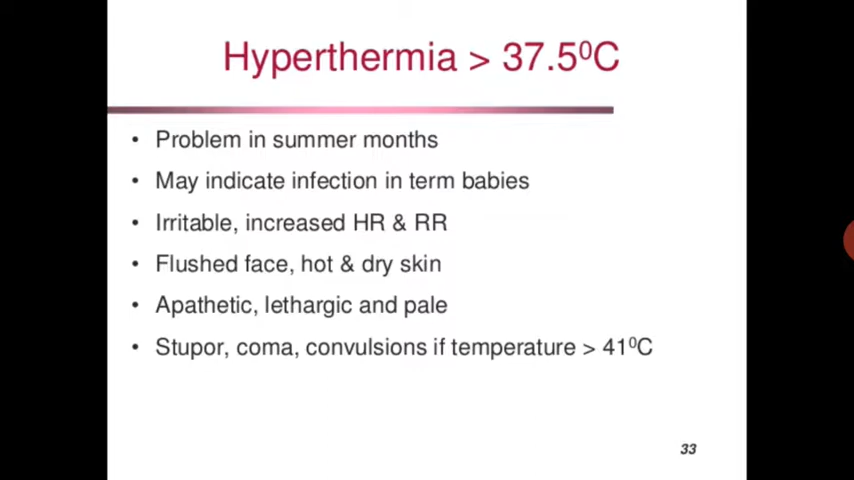 Hyperthermia > 37.5⁰C
• Problem in summer months
• May indicate infection in term babies
• Irritable, increased HR & RR
• Flushed face, hot & dry skin
• Apathetic, lethargic and pale
• Stupor, coma, convulsions if temperature > 41⁰C
33